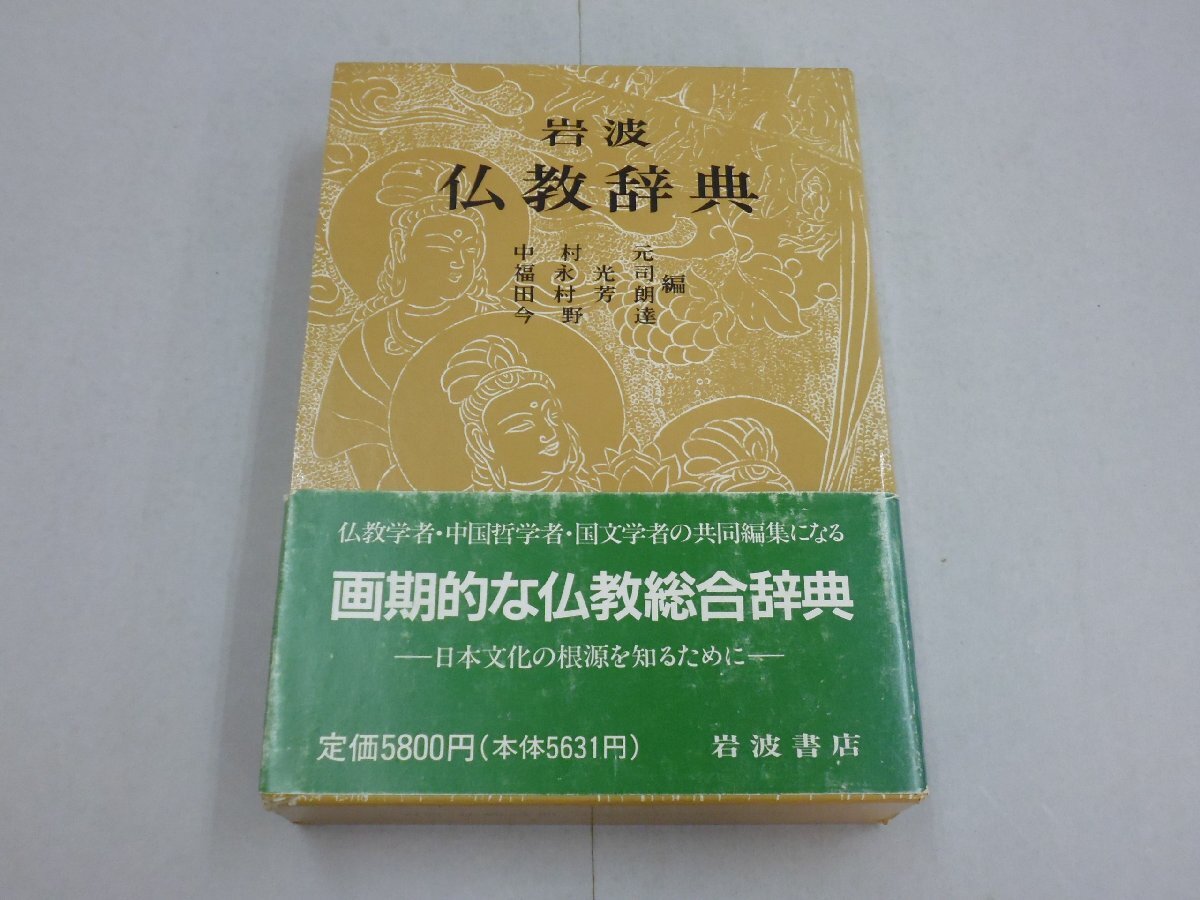 岩波
仏教辞典
中村元
福永光司
田村芳朗
今野達
編
仏教学者・中国哲学者・国文学者の共同編集になる
画期的な仏教総合辞典
―日本文化の根源を知るために―
定価5800円(本体5631円)
岩波書店